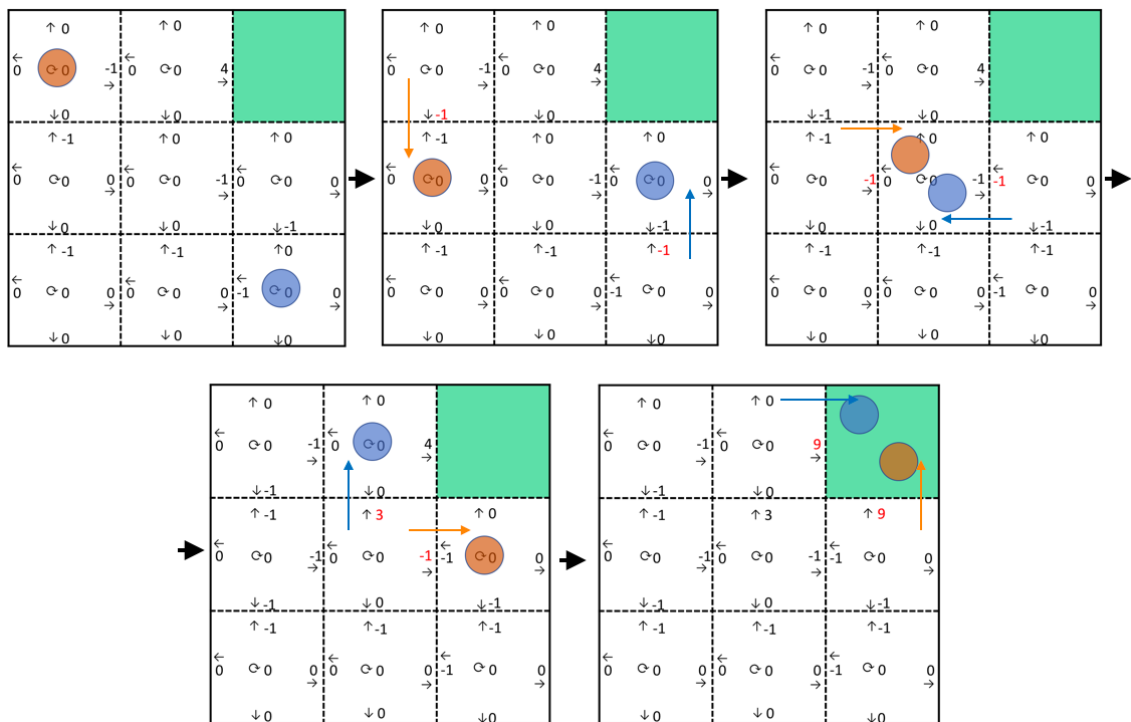 ↑ 0 ↑ 0
← ←
0 ⟳0 -1 0 ⟳0 4
→ →
↓0 ↓0
↑-1 ↑0 ↑0
← ← ←
0 ⟳0 0 0 ⟳0 -1 0 ⟳0 0
→ → →
↓0 ↓0 ↓-1
↑-1 ↑-1 ↑0
← ← ←
0 ⟳0 0 0 ⟳0 0 -1 ⟳0 0
→ → →
↓0 ↓0 ↓0
↑ 0 ↑ 0
← ←
0 ⟳0 -1 0 ⟳0 4
→ →
↓-1 ↓0
↑-1 ↑0 ↑0
← ← ←
0 ⟳0 0 0 ⟳0 -1 0 ⟳0 0
→ → →
↓0 ↓0 ↓-1
↑-1 ↑-1 ↑-1
← ← ←
0 ⟳0 0 0 ⟳0 0 -1 ⟳0 0
→ → →
↓0 ↓0 ↓0
↑ 0 ↑ 0
← ←
0 ⟳0 -1 0 ⟳0 4
→ →
↓-1 ↓0
↑-1 ↑0 ↑0
← ← ←
0 ⟳0 -1 0 ⟳0 -1 -1 ⟳0 0
→ → →
↓0 ↓0 ↓-1
↑-1 ↑-1 ↑-1
← ← ←
0 ⟳0 0 0 ⟳0 0 -1 ⟳0 0
→ → →
↓0 ↓0 ↓0
↑ 0 ↑ 0
← ←
0 ⟳0 -1 0 ⟳0 4
→ →
↓-1 ↓0
↑-1 ↑3 ↑0
← ← ←
0 ⟳0 -1 0 ⟳0 -1 -1 ⟳0 0
→ → →
↓-1 ↓0 ↓-1
↑-1 ↑-1 ↑-1
← ← ←
0 ⟳0 0 0 ⟳0 0 -1 ⟳0 0
→ → →
↓0 ↓0 ↓0
↑ 0 ↑ 0
← ←
0 ⟳0 -1 0 ⟳0 9
→ →
↓-1 ↓0
↑-1 ↑3 ↑9
← ← ←
0 ⟳0 -1 0 ⟳0 -1 -1 ⟳0 0
→ → →
↓-1 ↓0 ↓-1
↑-1 ↑-1 ↑-1
← ← ←
0 ⟳0 0 0 ⟳0 0 -1 ⟳0 0
→ → →
↓0 ↓0 ↓0